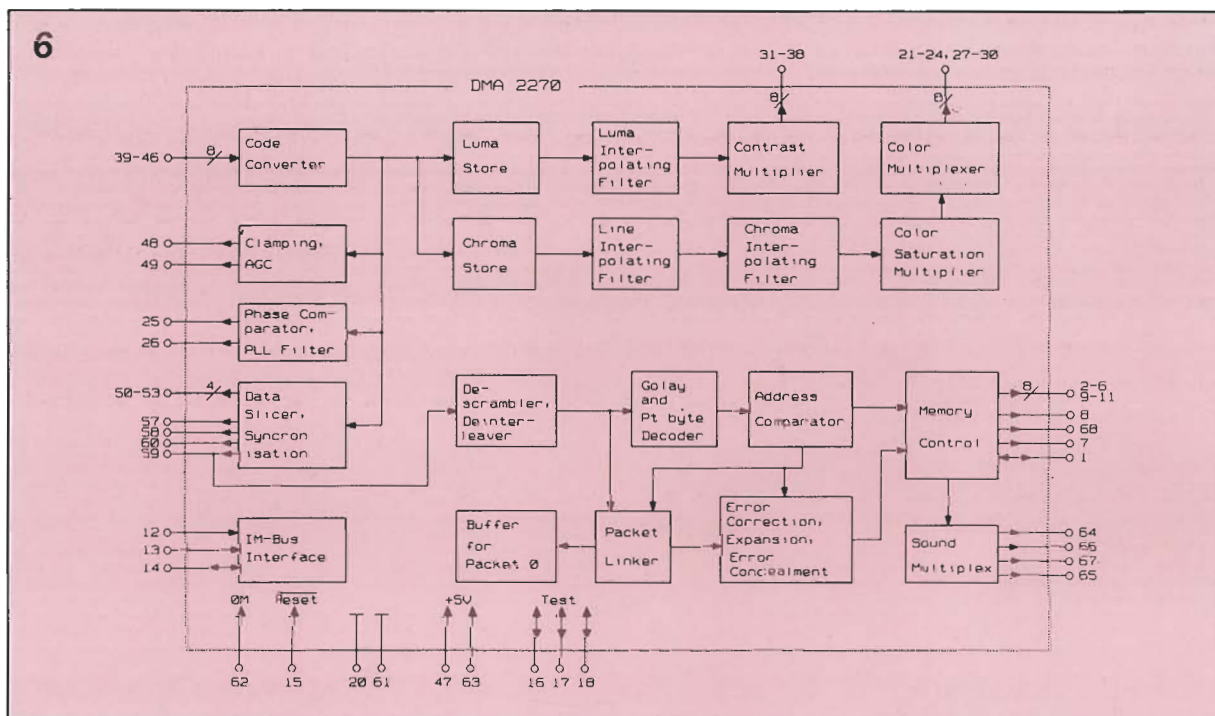 6
31-38
21-24, 27-30
DMA 2270
8
8
39-46
8
Code
Converter
Luma
Store
Luma
Inter-
polating
Filter
Contrast
Multiplier
Color
Multiplexer
48
49
Clamping,
AGC
Chroma
Store
Line
Inter-
polating
Filter
Chroma
Inter-
polating
Filter
Color
Saturation
Multiplier
25
26
Phase Com-
parator,
PLL Filter
50-53
4
57
58
60
59
Data
Slicer,
Syncron
isation
De-
scrambler,
Deinter-
leaver
Golay
and
Pt byte
Decoder
Address
Comparator
Memory
Control
8
2-6
9-11
8
68
7
1
12
13
14
IM-Bus
Interface
Buffer
for
Packet 0
Packet
Linker
Error
Correction,
Expansion,
Error
Concealment
Sound
Multiplex
64
66
67
65
ØM
Reset
+5V
Test
62
15
20
61
47
63
16
17
18